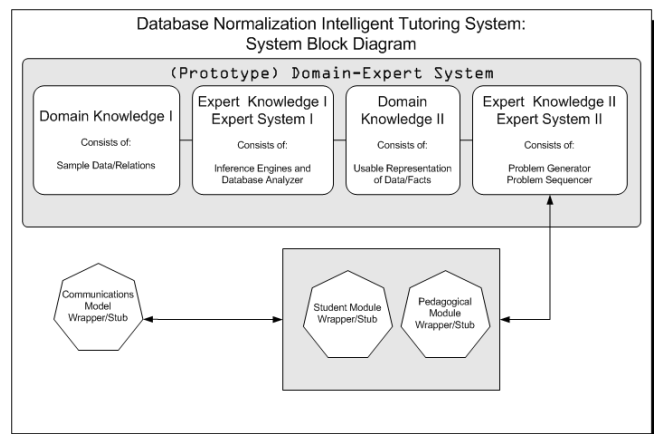 Database Normalization Intelligent Tutoring System:
System Block Diagram
(Prototype) Domain-Expert System
Domain Knowledge I
Consists of:
Sample Data/Relations
Expert Knowledge I
Expert System I
Consists of:
Inference Engines and
Database Analyzer
Domain
Knowledge II
Consists of:
Usable Representation
of Data/Facts
Expert Knowledge II
Expert System II
Consists of:
Problem Generator
Problem Sequencer
Communications
Model
Wrapper/Stub
Student Module
Wrapper/Stub
Pedagogical
Module
Wrapper/Stub